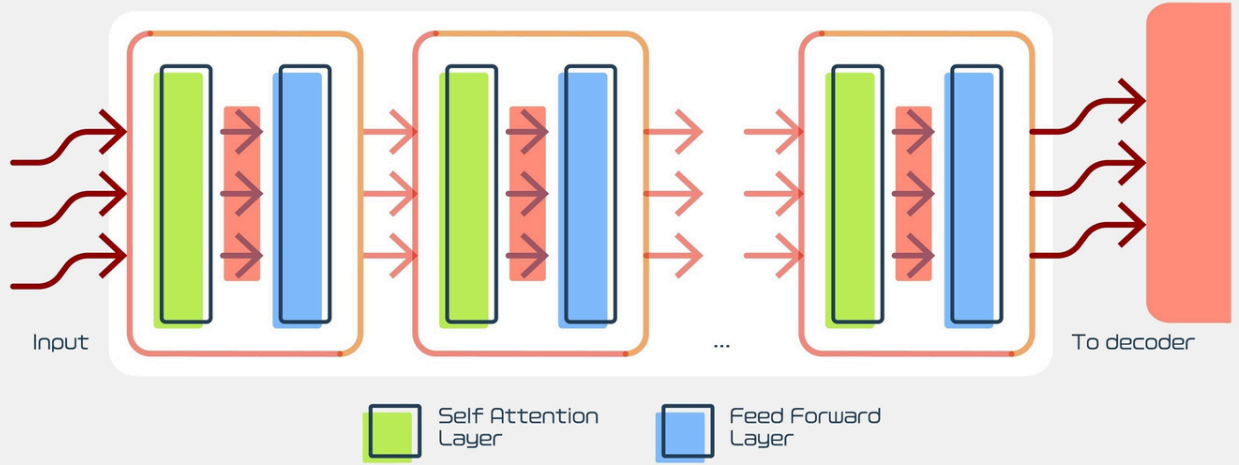 Input
...
To decoder
Self Attention
Layer
Feed Forward
Layer